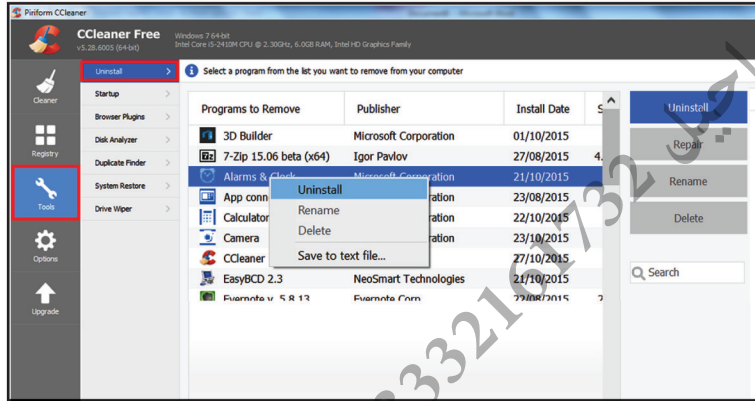 Piriform CCleaner
CCleaner Free
v5.28.6005 (64-bit)
Windows 7 64-bit
Intel Core i5-2410M CPU @ 2.30GHz, 6.0GB RAM, Intel HD Graphics Family
Cleaner
Registry
Tools
Options
Upgrade
Uninstall
Startup
Browser Plugins
Disk Analyzer
Duplicate Finder
System Restore
Drive Wiper
Select a program from the list you want to remove from your computer
Programs to Remove Publisher Install Date S
3D Builder Microsoft Corporation 01/10/2015
7-Zip 15.06 beta (x64) Igor Pavlov 27/08/2015 4.
Alarms & Clock Microsoft Corporation 21/10/2015
App conn ration 23/08/2015
Calculator ration 22/10/2015
Camera ration 23/10/2015
CCleaner 27/10/2015
EasyBCD 2.3 NeoSmart Technologies 21/10/2015
Evernote v. 5.8.13 Evernote Corp. 22/08/2015 2
Uninstall
Rename
Delete
Save to text file...
Uninstall
Repair
Rename
Delete
Search